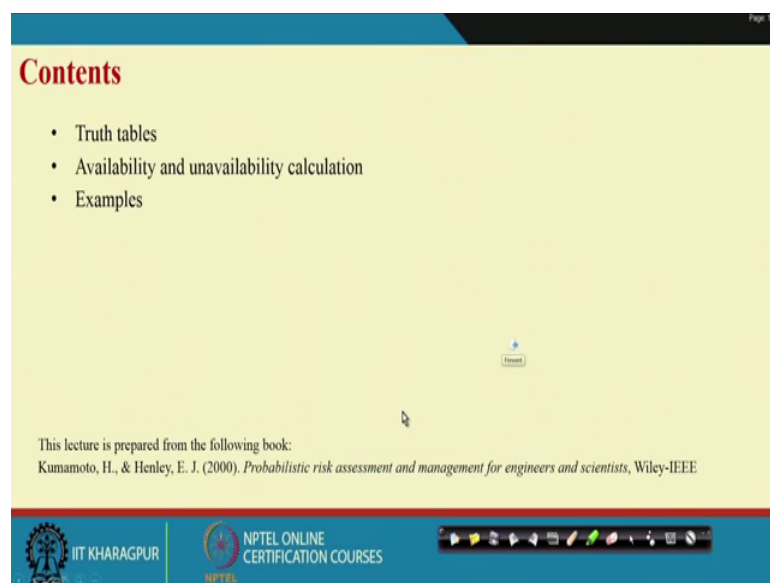 Page: 1
Contents
• Truth tables
• Availability and unavailability calculation
• Examples
Forward
This lecture is prepared from the following book:
Kumamoto, H., & Henley, E. J. (2000). Probabilistic risk assessment and management for engineers and scientists, Wiley-IEEE
IIT KHARAGPUR
NPTEL
NPTEL ONLINE
CERTIFICATION COURSES